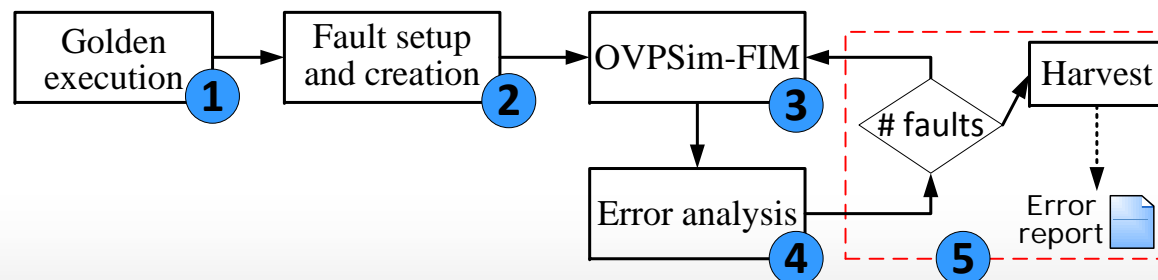 Golden
execution
1
Fault setup
and creation
2
OVPSim-FIM
3
Error analysis
4
# faults
Harvest
Error
report
5